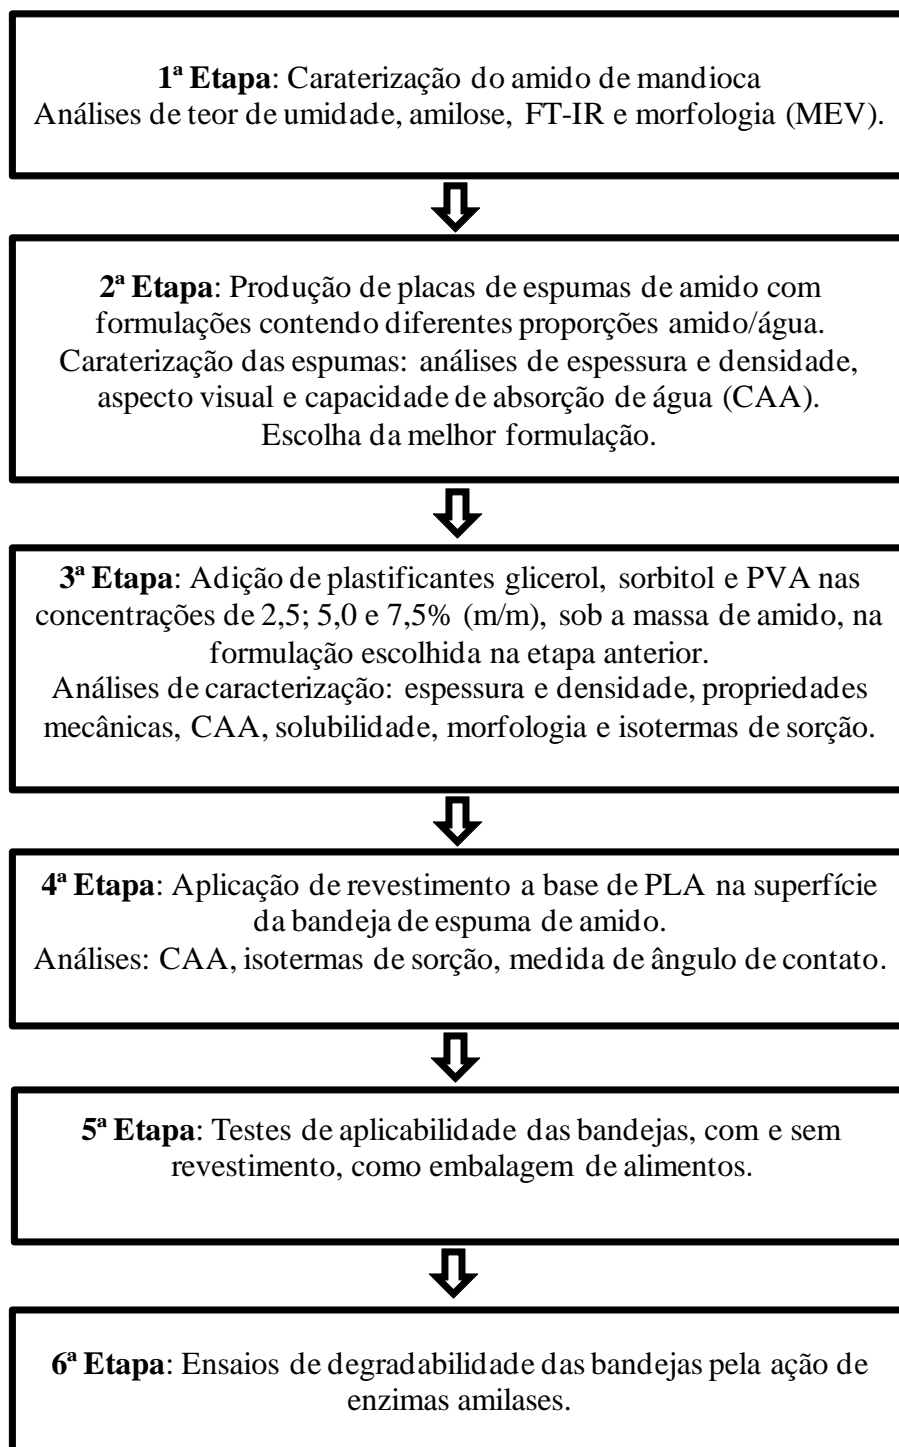 1ª Etapa: Caraterização do amido de mandioca
Análises de teor de umidade, amilose, FT-IR e morfologia (MEV).
2ª Etapa: Produção de placas de espumas de amido com
formulações contendo diferentes proporções amido/água.
Caraterização das espumas: análises de espessura e densidade,
aspecto visual e capacidade de absorção de água (CAA).
Escolha da melhor formulação.
3ª Etapa: Adição de plastificantes glicerol, sorbitol e PVA nas
concentrações de 2,5; 5,0 e 7,5% (m/m), sob a massa de amido, na
formulação escolhida na etapa anterior.
Análises de caracterização: espessura e densidade, propriedades
mecânicas, CAA, solubilidade, morfologia e isotermas de sorção.
4ª Etapa: Aplicação de revestimento a base de PLA na superfície
da bandeja de espuma de amido.
Análises: CAA, isotermas de sorção, medida de ângulo de contato.
5ª Etapa: Testes de aplicabilidade das bandejas, com e sem
revestimento, como embalagem de alimentos.
6ª Etapa: Ensaios de degradabilidade das bandejas pela ação de
enzimas amilases.